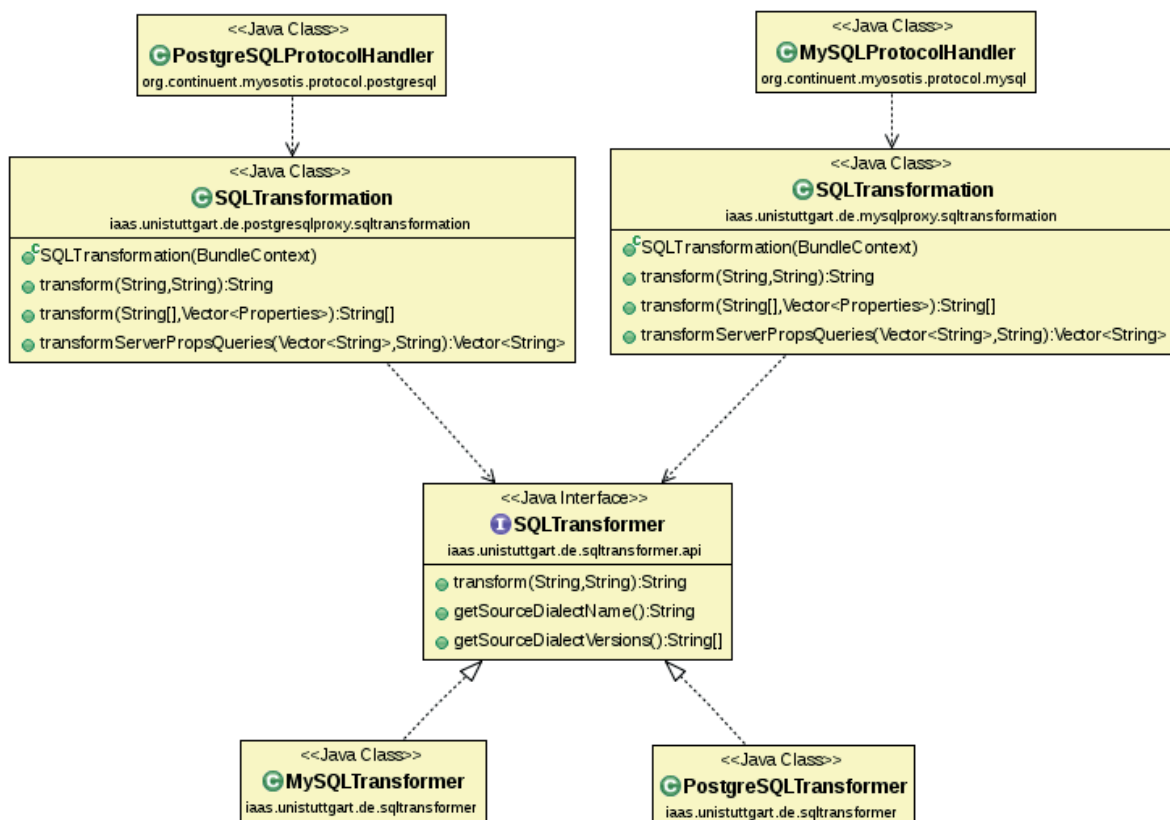 <<Java Class>>
PostgreSQLProtocolHandler
org.continuent.myosotis.protocol.postgresql
<<Java Class>>
MySQLProtocolHandler
org.continuent.myosotis.protocol.mysql
<<Java Class>>
SQLTransformation
iaas.unistuttgart.de.postgresqlproxy.sqltransformation
SQLTransformation(BundleContext)
transform(String,String):String
transform(String[],Vector<Properties>):String[]
transformServerPropsQueries(Vector<String>,String):Vector<String>
<<Java Class>>
SQLTransformation
iaas.unistuttgart.de.mysqlproxy.sqltransformation
SQLTransformation(BundleContext)
transform(String,String):String
transform(String[],Vector<Properties>):String[]
transformServerPropsQueries(Vector<String>,String):Vector<String>
<<Java Interface>>
SQLTransformer
iaas.unistuttgart.de.sqltransformer.api
transform(String,String):String
getSourceDialectName():String
getSourceDialectVersions():String[]
<<Java Class>>
MySQLTransformer
iaas.unistuttgart.de.sqltransformer
<<Java Class>>
PostgreSQLTransformer
iaas.unistuttgart.de.sqltransformer